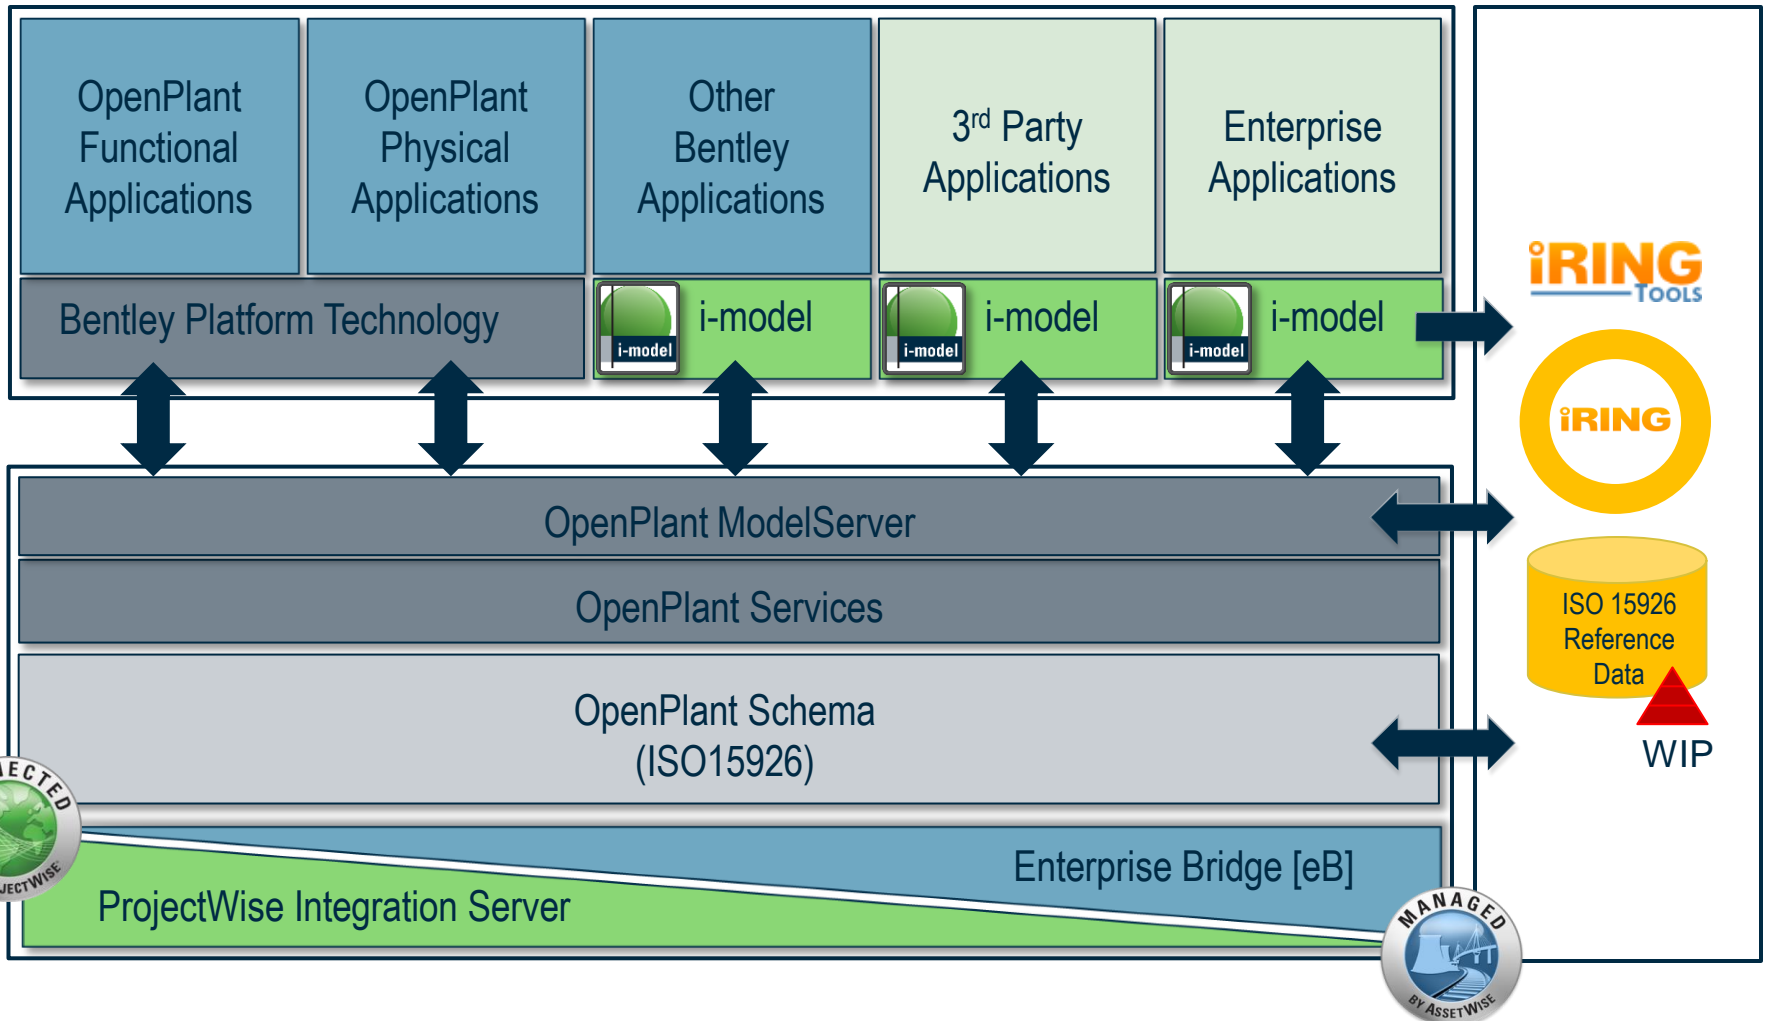 OpenPlant
Functional
Applications
OpenPlant
Physical
Applications
Other
Bentley
Applications
3rd Party
Applications
Enterprise
Applications
Bentley Platform Technology
i-model
i-model
i-model
i-model
i-model
i-model
iRING
TOOLS
iRING
OpenPlant ModelServer
OpenPlant Services
ISO 15926
Reference
Data
WIP
OpenPlant Schema
(ISO15926)
Enterprise Bridge [eB]
ProjectWise Integration Server
MANAGED
BY ASSETWISE